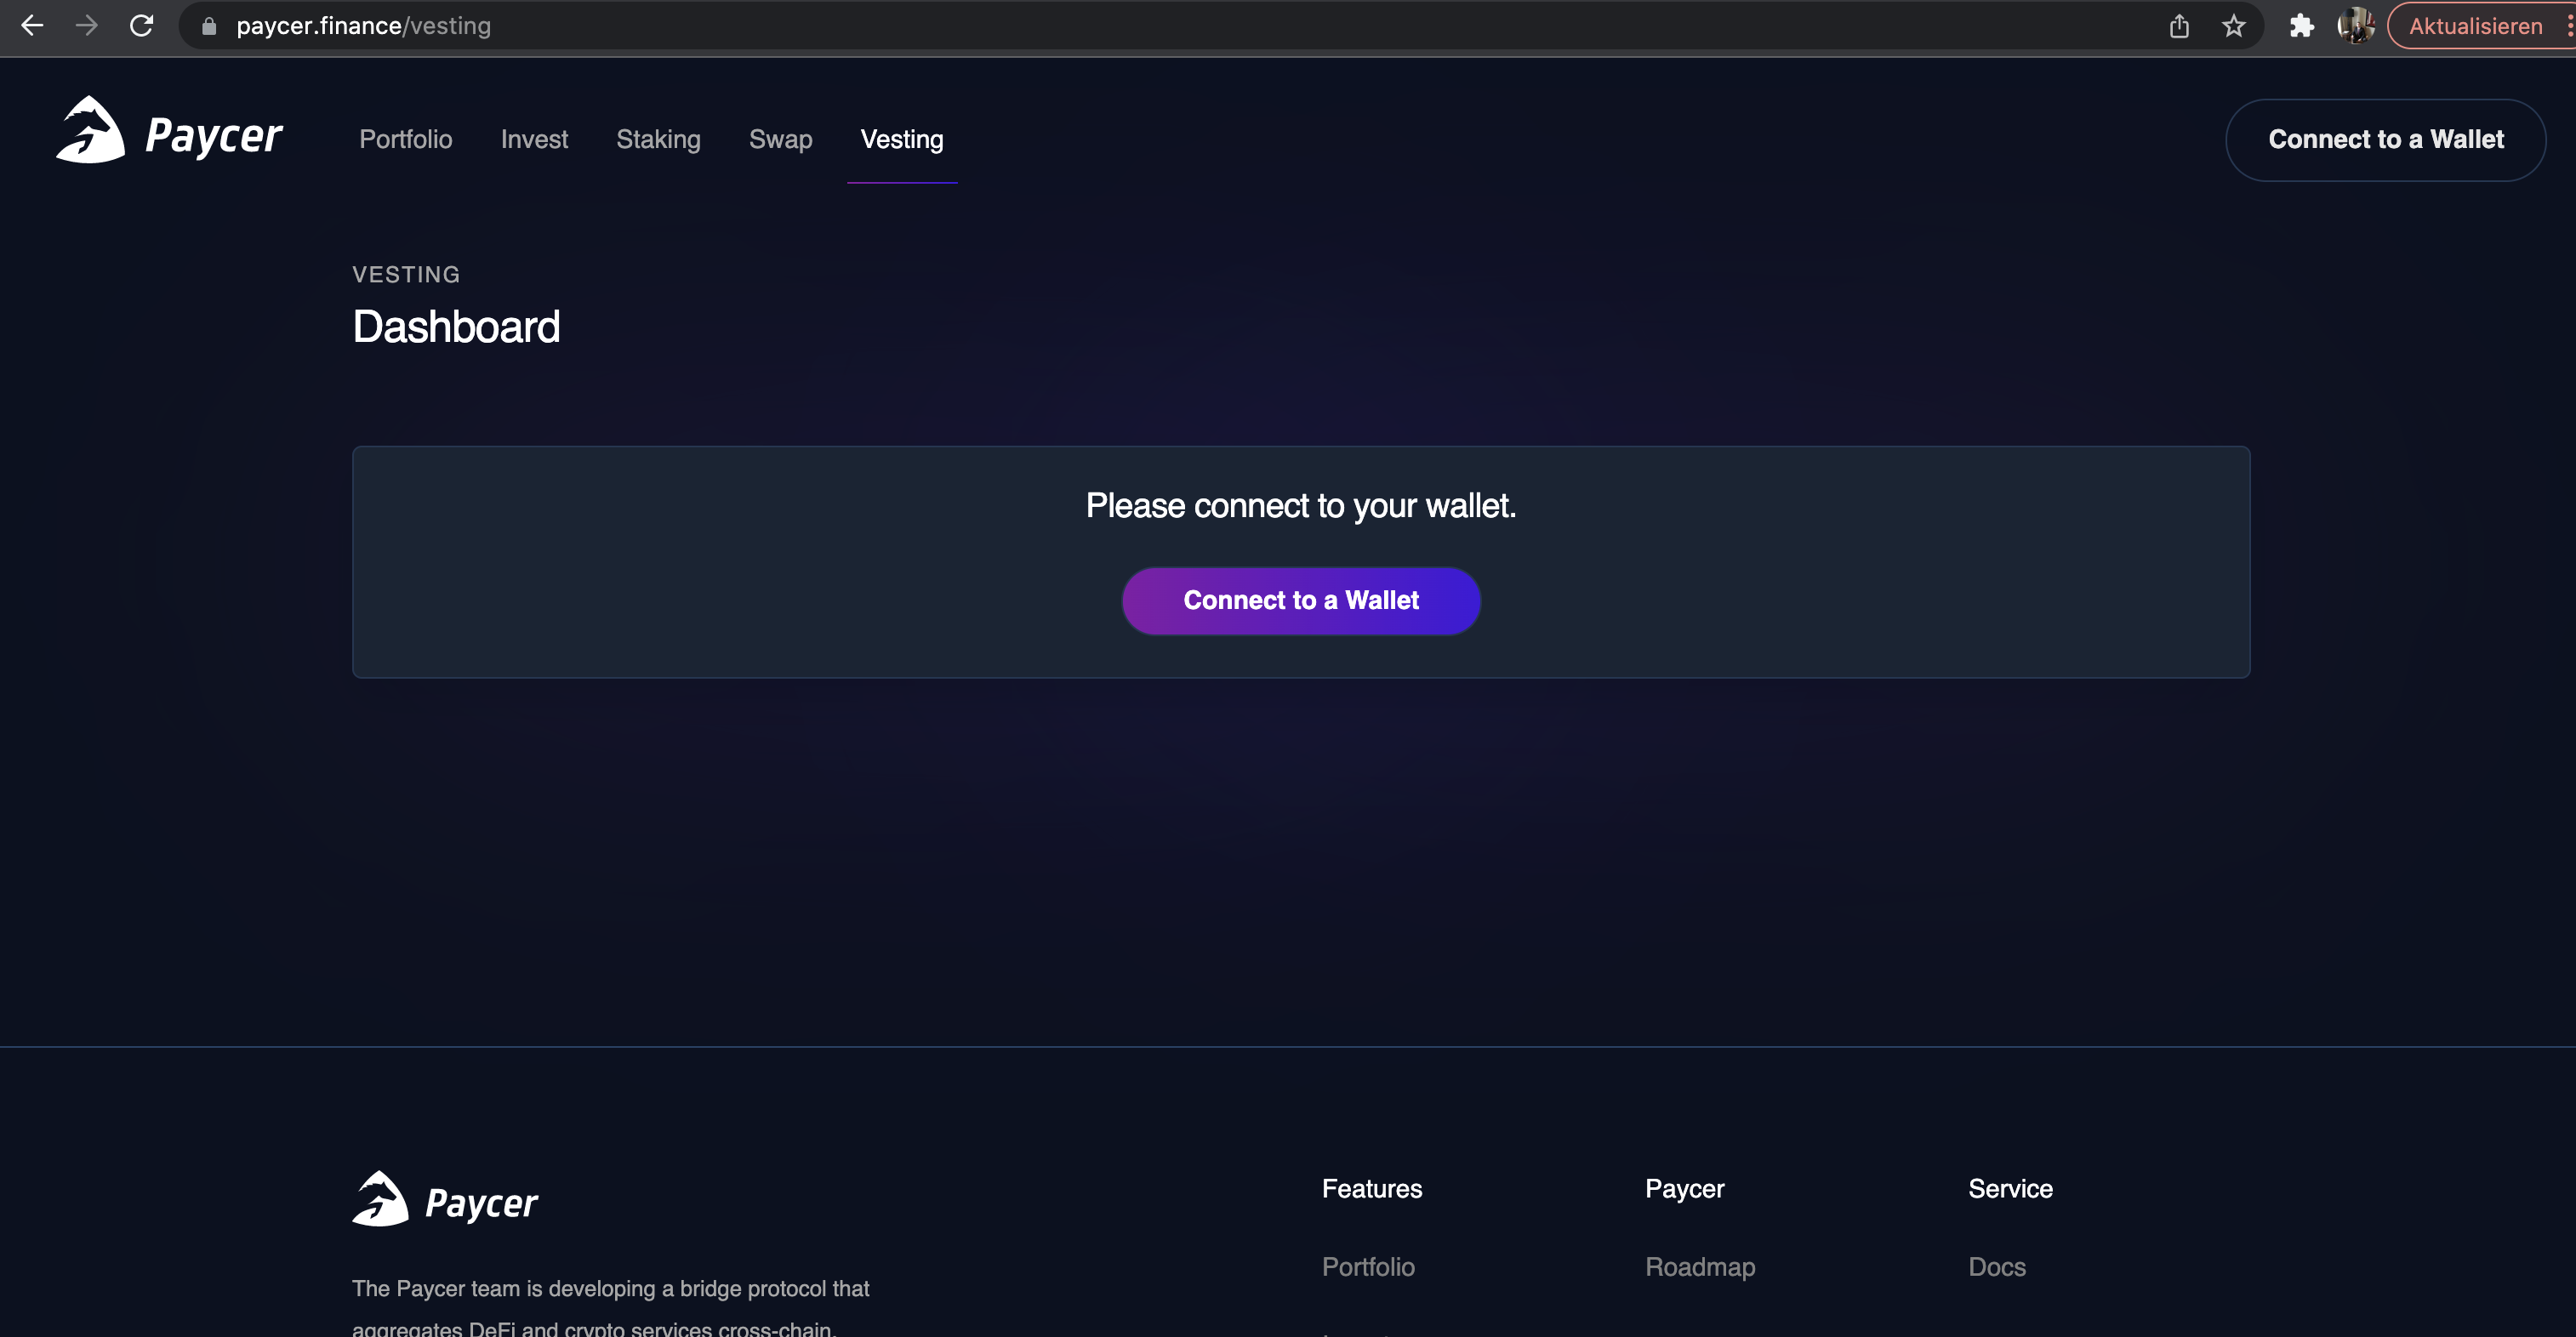 paycer.finance/vesting
Aktualisieren
Paycer
Portfolio
Invest
Staking
Swap
Vesting
Connect to a Wallet
VESTING
Dashboard
Please connect to your wallet.
Connect to a Wallet
Paycer
The Paycer team is developing a bridge protocol that
aggregates DeFi and crypto services cross-chain.
Features
Portfolio
Paycer
Roadmap
Service
Docs